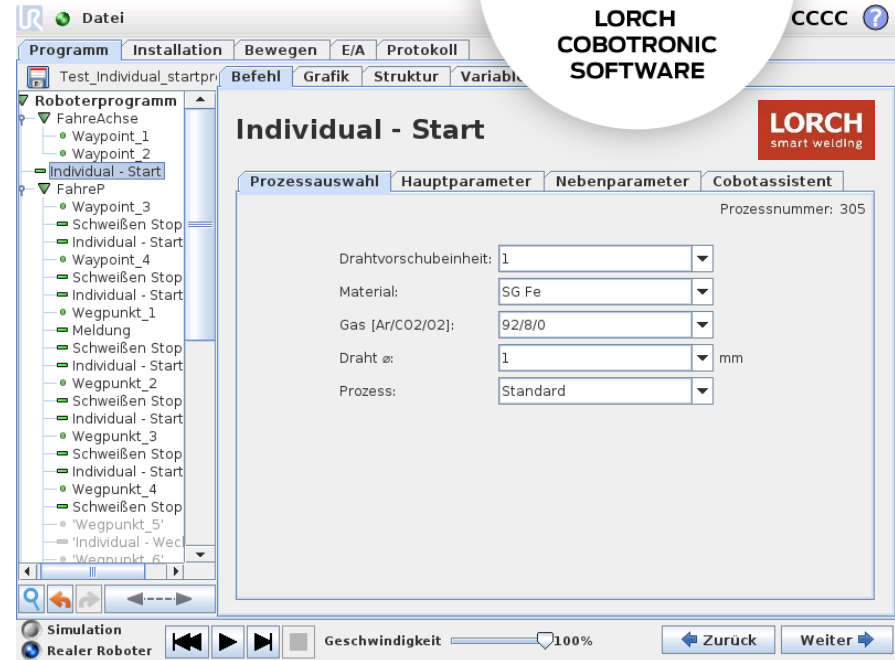 UR Datei
LORCH
COBOTRONIC
SOFTWARE
CCCC ?
Programm Installation Bewegen E/A Protokoll
Test_Individual_startpr Befehl Grafik Struktur
Roboterprogramm
FahreAchse
Waypoint_1
Waypoint_2
Individual - Start
FahreP
Waypoint_3
Schweißen Stop
Individual - Start
Waypoint_4
Schweißen Stop
Individual - Start
Wegpunkt_1
Meldung
Schweißen Stop
Individual - Start
Wegpunkt_2
Schweißen Stop
Individual - Start
Wegpunkt_3
Schweißen Stop
Individual - Start
Wegpunkt_4
Schweißen Stop
'Wegpunkt_5'
'Individual - Wecl
'Wegpunkt_6'
Individual - Start
LORCH
smart welding
Prozessauswahl Hauptparameter Nebenparameter Cobotassistent
Prozessnummer: 305
Drahtvorschubeinheit: 1
Material: SG Fe
Gas [Ar/CO2/O2]: 92/8/0
Draht ⌀: 1 mm
Prozess: Standard
Simulation
Realer Roboter
Geschwindigkeit 100%
Zurück Weiter